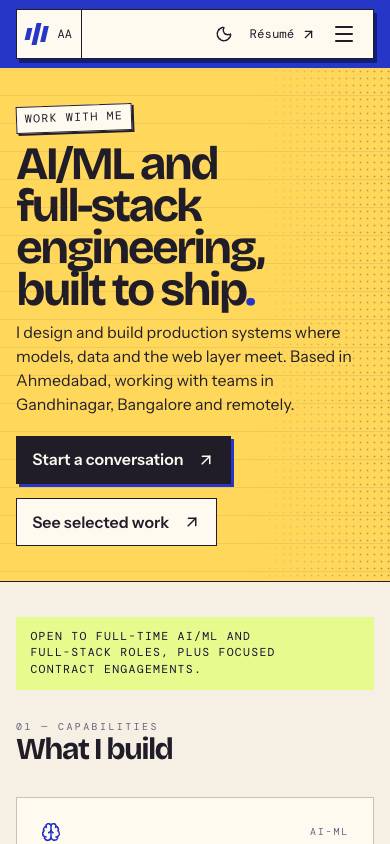 AA
Résumé
WORK WITH ME
AI/ML and
full-stack
engineering,
built to ship.
I design and build production systems where
models, data and the web layer meet. Based in
Ahmedabad, working with teams in
Gandhinagar, Bangalore and remotely.
Start a conversation
See selected work
OPEN TO FULL-TIME AI/ML AND
FULL-STACK ROLES, PLUS FOCUSED
CONTRACT ENGAGEMENTS.
01 — CAPABILITIES
What I build
AI-ML